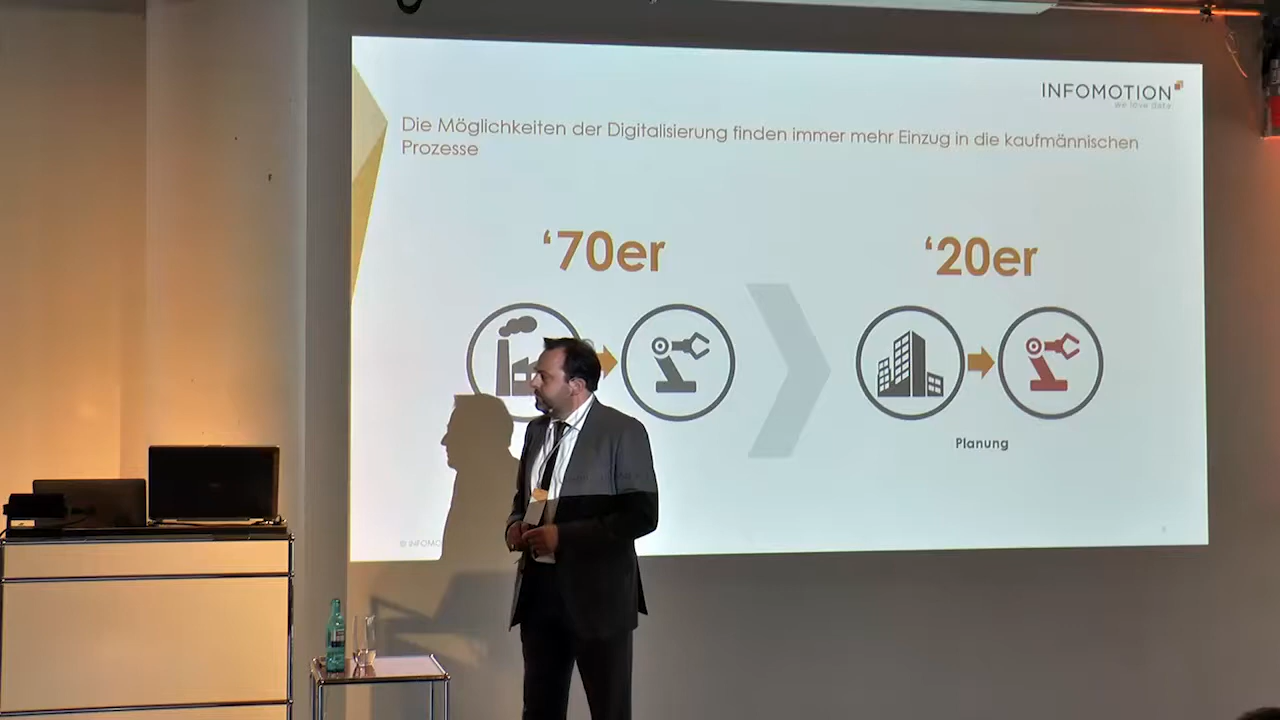 INFOMOTION
we love data
Die Möglichkeiten der Digitalisierung finden immer mehr Einzug in die kaufmännischen
Prozesse
‘70er
‘20er
Planung
© INFOMO